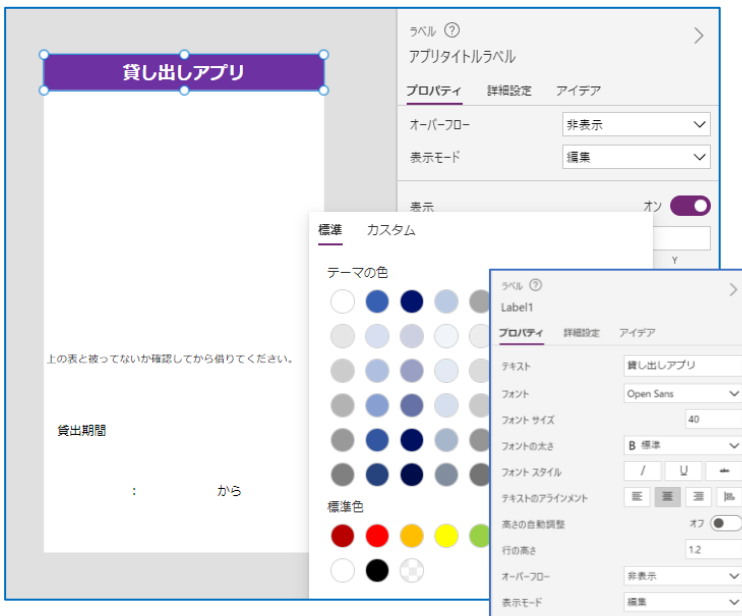 貸し出しアプリ
上の表と被ってないか確認してから借りてください。
貸出期間
: から
ラベル ?
アプリタイトルラベル
プロパティ 詳細設定 アイデア
オーバーフロー 非表示
表示モード 編集
表示 オン
Y
標準 カスタム
テーマの色
標準色
ラベル ?
Label1
プロパティ 詳細設定 アイデア
テキスト 貸し出しアプリ
フォント Open Sans
フォント サイズ 40
フォントの太さ B 標準
フォント スタイル / U abc
テキストのアラインメント
高さの自動調整 オフ
行の高さ 1.2
オーバーフロー 非表示
表示モード 編集